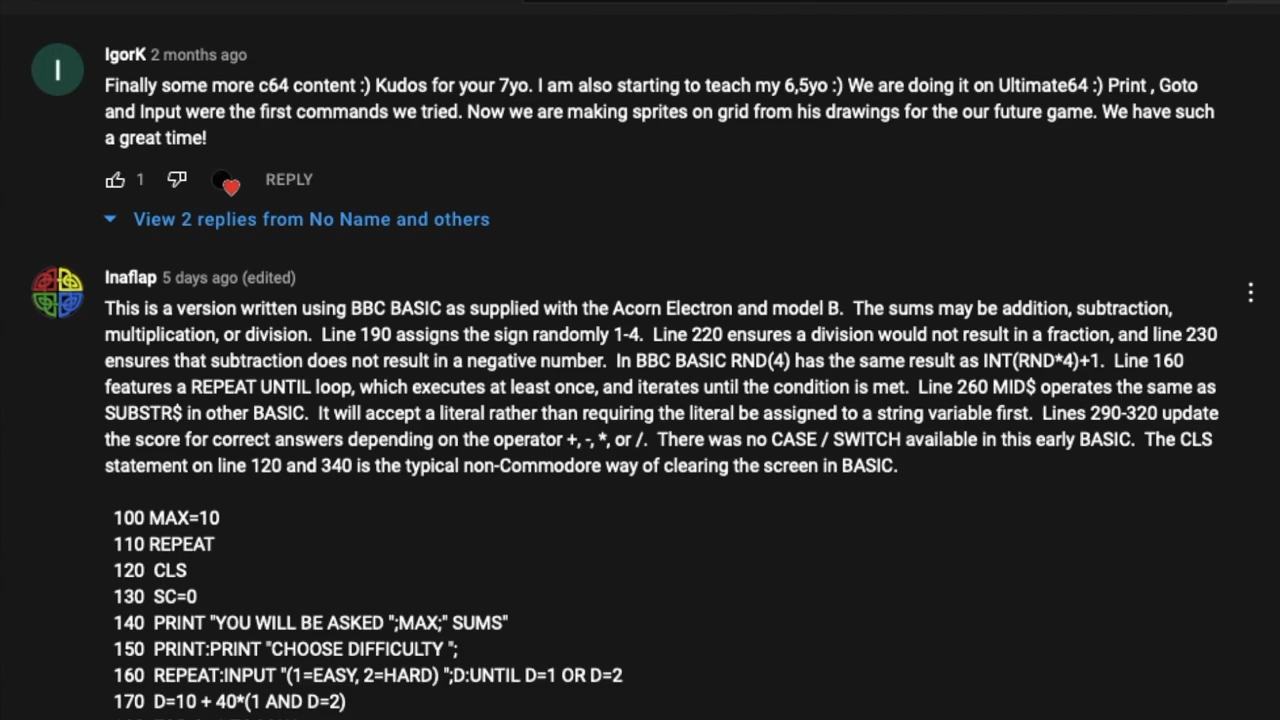 I
IgorK 2 months ago
Finally some more c64 content :) Kudos for your 7yo. I am also starting to teach my 6,5yo :) We are doing it on Ultimate64 :) Print , Goto
and Input were the first commands we tried. Now we are making sprites on grid from his drawings for the our future game. We have such
a great time!
1 REPLY
View 2 replies from No Name and others
Inaflap 5 days ago (edited)
This is a version written using BBC BASIC as supplied with the Acorn Electron and model B.  The sums may be addition, subtraction,
multiplication, or division.  Line 190 assigns the sign randomly 1-4.  Line 220 ensures a division would not result in a fraction, and line 230
ensures that subtraction does not result in a negative number.  In BBC BASIC RND(4) has the same result as INT(RND*4)+1.  Line 160
features a REPEAT UNTIL loop, which executes at least once, and iterates until the condition is met.  Line 260 MID$ operates the same as
SUBSTR$ in other BASIC.  It will accept a literal rather than requiring the literal be assigned to a string variable first.  Lines 290-320 update
the score for correct answers depending on the operator +, -, *, or /.  There was no CASE / SWITCH available in this early BASIC.  The CLS
statement on line 120 and 340 is the typical non-Commodore way of clearing the screen in BASIC.
100 MAX=10
110 REPEAT
120  CLS
130  SC=0
140  PRINT "YOU WILL BE ASKED ";MAX;" SUMS"
150  PRINT:PRINT "CHOOSE DIFFICULTY ";
160  REPEAT:INPUT "(1=EASY, 2=HARD) ";D:UNTIL D=1 OR D=2
170  D=10 + 40*(1 AND D=2)